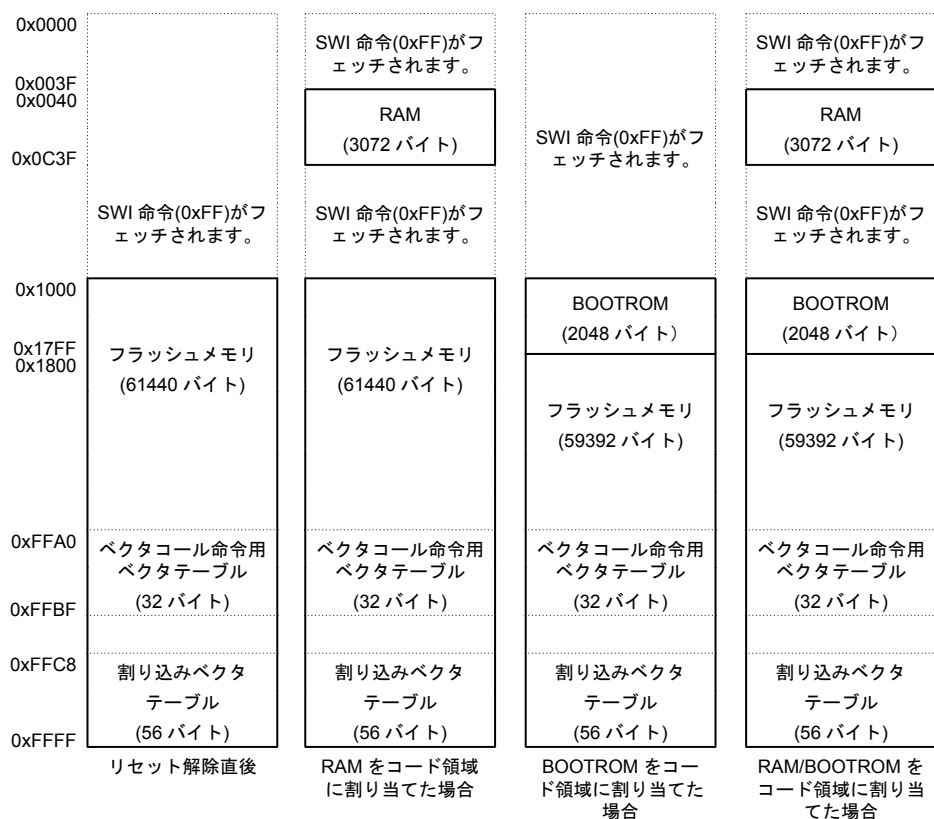 0x0000
0x003F
0x0040
0x0C3F
0x1000
0x17FF
0x1800
0xFFA0
0xFFBF
0xFFC8
0xFFFF
SWI 命令(0xFF)がフ
ェッチされます。
フラッシュメモリ
(61440 バイト)
ベクタコール命令用
ベクタテーブル
(32 バイト)
割り込みベクタ
テーブル
(56 バイト)
リセット解除直後
SWI 命令(0xFF)がフ
ェッチされます。
RAM
(3072 バイト)
SWI 命令(0xFF)がフ
ェッチされます。
フラッシュメモリ
(61440 バイト)
ベクタコール命令用
ベクタテーブル
(32 バイト)
割り込みベクタ
テーブル
(56 バイト)
RAM をコード領域
に割り当てた場合
SWI 命令(0xFF)がフ
ェッチされます。
BOOTROM
(2048 バイト)
フラッシュメモリ
(59392 バイト)
ベクタコール命令用
ベクタテーブル
(32 バイト)
割り込みベクタ
テーブル
(56 バイト)
BOOTROM をコー
ド領域に割り当てた
場合
SWI 命令(0xFF)がフ
ェッチされます。
RAM
(3072 バイト)
SWI 命令(0xFF)がフ
ェッチされます。
BOOTROM
(2048 バイト)
フラッシュメモリ
(59392 バイト)
ベクタコール命令用
ベクタテーブル
(32 バイト)
割り込みベクタ
テーブル
(56 バイト)
RAM/BOOTROM を
コード領域に割り当
てた場合